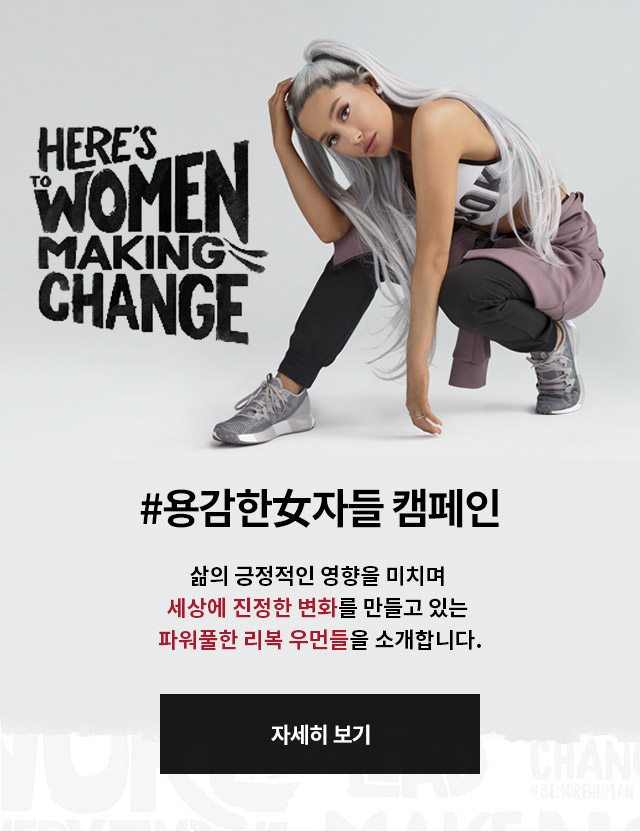 HERE'S
TO WOMEN
MAKING
CHANGE
#용감한女자들 캠페인
삶의 긍정적인 영향을 미치며
세상에 진정한 변화를 만들고 있는
파워풀한 리복 우먼들을 소개합니다.
자세히 보기
CHANG
#BEMOREHUMAN